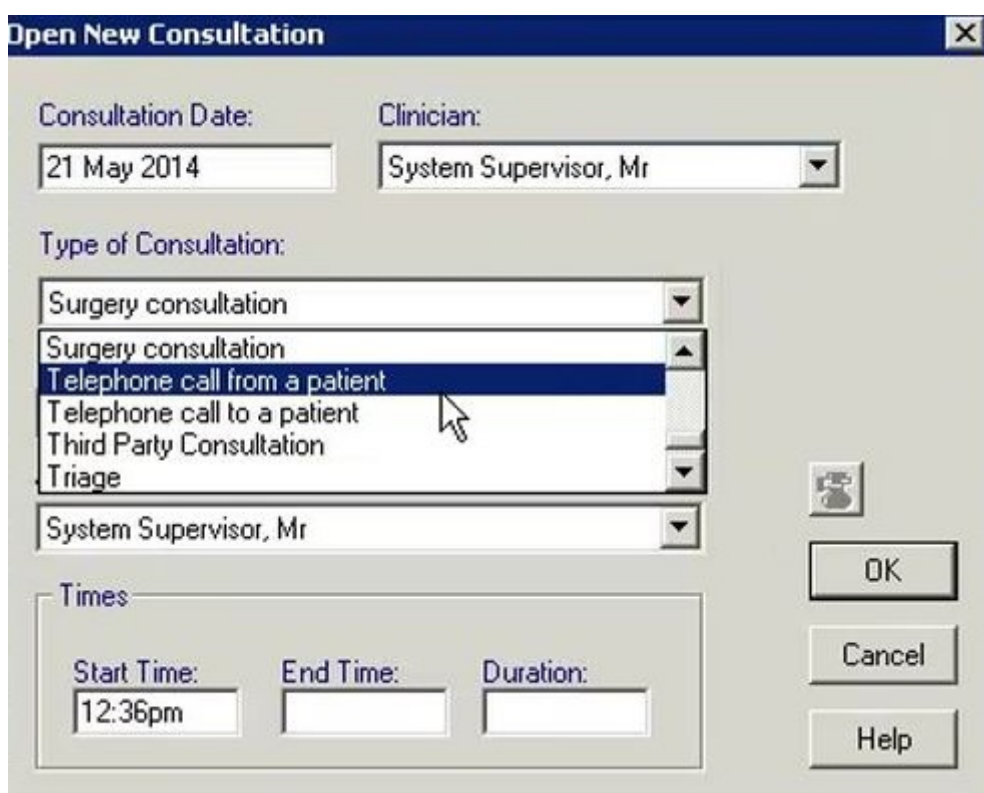 Open New Consultation
Consultation Date: Clinician:
21 May 2014 System Supervisor, Mr
Type of Consultation:
Surgery consultation
Surgery consultation
Telephone call from a patient
Telephone call to a patient
Third Party Consultation
Triage
System Supervisor, Mr
OK
Times
Cancel
Start Time: End Time: Duration:
12:36pm
Help